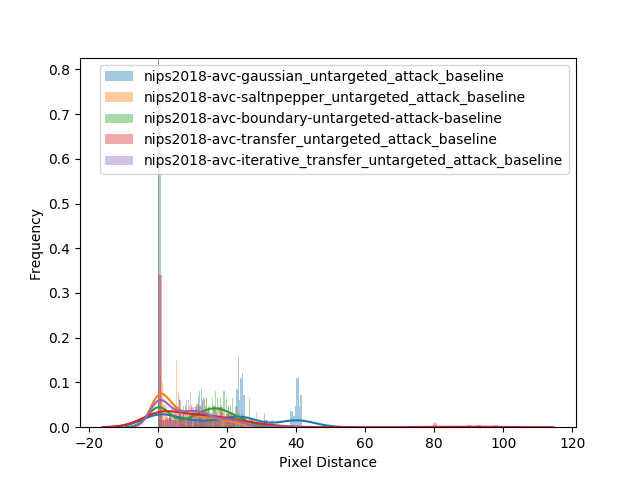 nips2018-avc-gaussian_untargeted_attack_baseline
nips2018-avc-saltnpepper_untargeted_attack_baseline
nips2018-avc-boundary-untargeted-attack-baseline
nips2018-avc-transfer_untargeted_attack_baseline
nips2018-avc-iterative_transfer_untargeted_attack_baseline
0.8
0.7
0.6
0.5
0.4
0.3
0.2
0.1
0.0
Frequency
−20 0 20 40 60 80 100 120
Pixel Distance